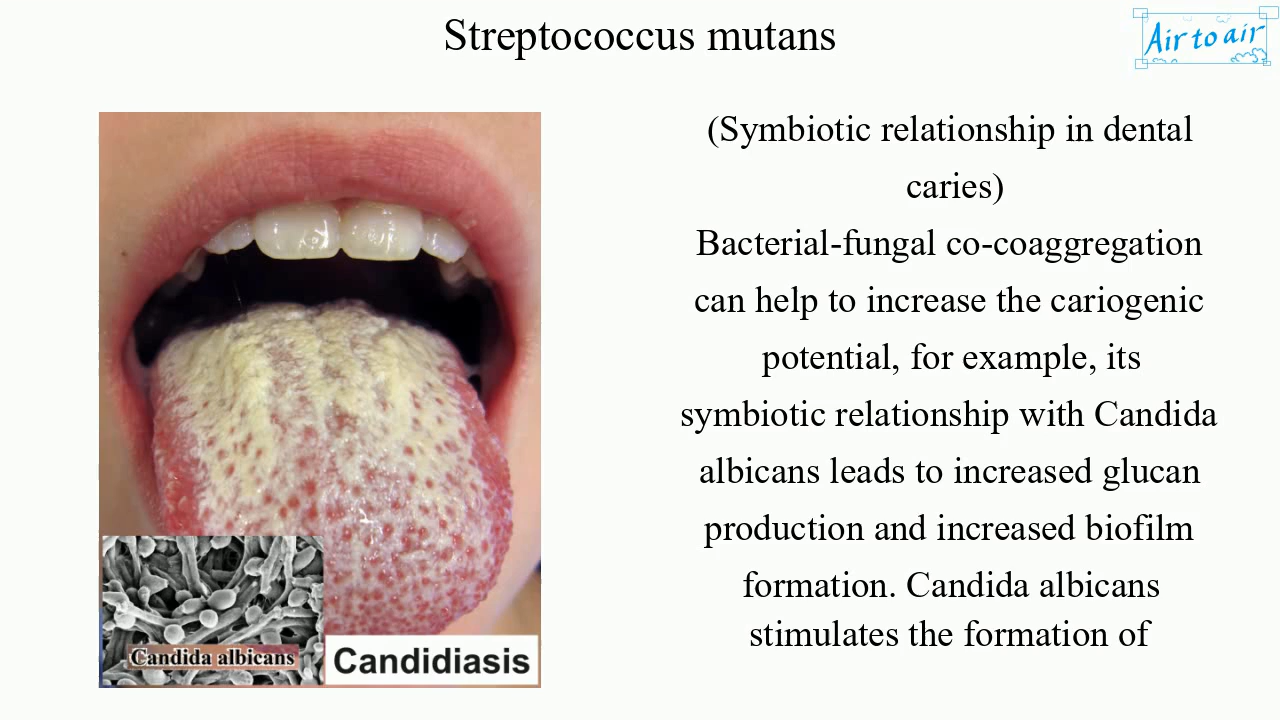 Streptococcus mutans
Air to air
(Symbiotic relationship in dental
caries)
Bacterial-fungal co-coaggregation
can help to increase the cariogenic
potential, for example, its
symbiotic relationship with Candida
albicans leads to increased glucan
production and increased biofilm
formation. Candida albicans
stimulates the formation of
Candida albicans
Candidiasis